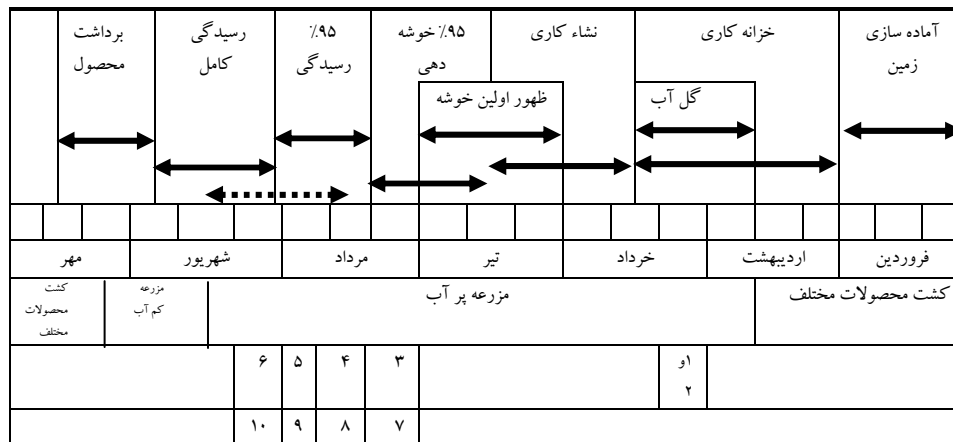 آماده سازی
زمین
خزانه کاری
نشاء کاری
۹۵٪ خوشه
دهی
۹۵٪
رسیدگی
رسیدگی
کامل
برداشت
محصول
گل آب
ظهور اولین خوشه
فروردین
اردیبهشت
خرداد
تیر
مرداد
شهریور
مهر
کشت محصولات مختلف
مزرعه پر آب
مزرعه
کم آب
کشت
محصولات
مختلف
۱و
۲
۳
۴
۵
۶
۷
۸
۹
۱۰